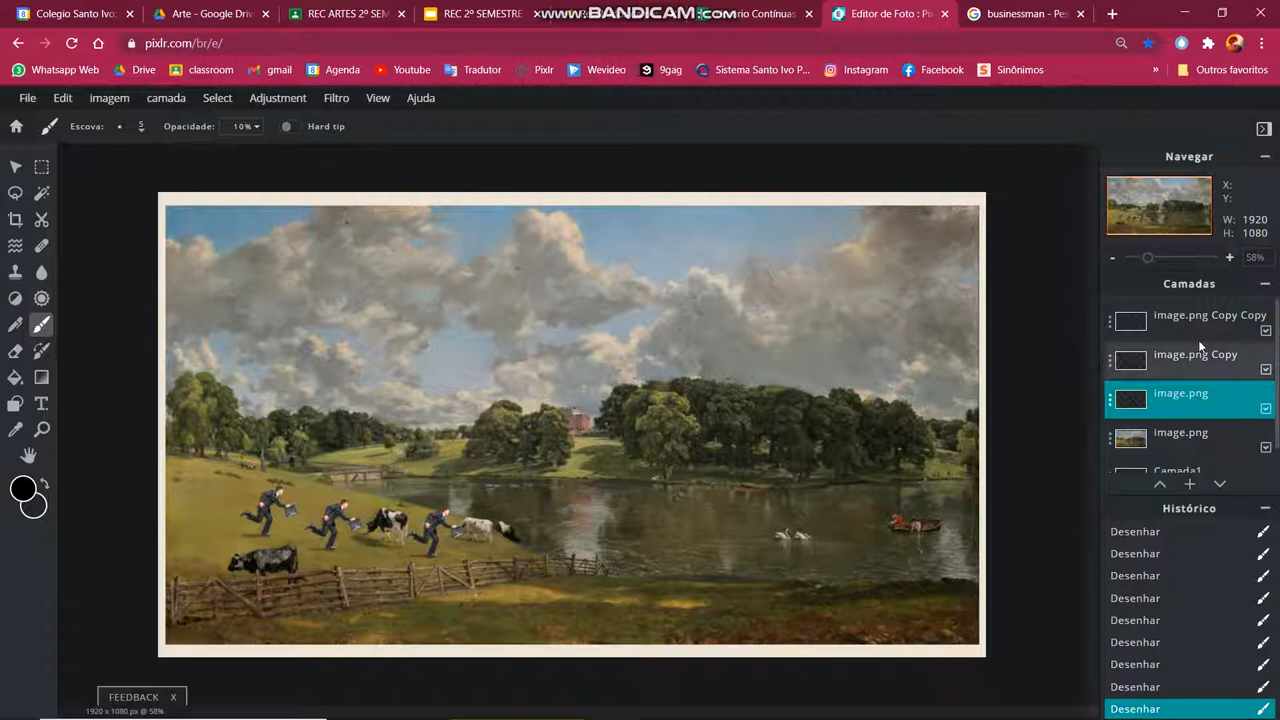 Colegio Santo Ivo:
Arte - Google Driv
REC ARTES 2º SEM
REC 2º SEMESTRE
www.BANDICAM.com
rio Contínuas
Editor de Foto : Pi
businessman - Pes
pixlr.com/br/e/
Whatsapp Web
Drive
classroom
gmail
Agenda
Youtube
Tradutor
Pixlr
Wevideo
9gag
Sistema Santo Ivo P...
Instagram
Facebook
Sinônimos
»
Outros favoritos
File
Edit
imagem
camada
Select
Adjustment
Filtro
View
Ajuda
Escova:
5
Opacidade:
10%
Hard tip
Navegar
X:
Y:
W: 1920
H: 1080
- + 58%
Camadas
image.png Copy Copy
image.png Copy
image.png
image.png
Camada1
Histórico
Desenhar
Desenhar
Desenhar
Desenhar
Desenhar
Desenhar
Desenhar
Desenhar
Desenhar
FEEDBACK X
1920 x 1080 px @ 58%